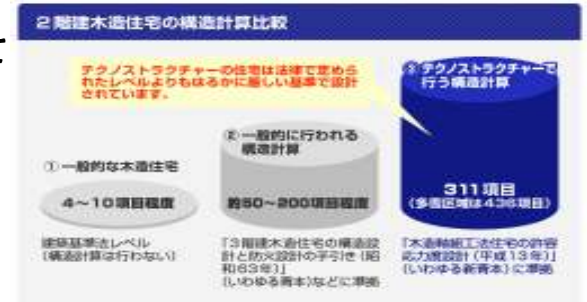 て
2階建木造住宅の構造計算比較
テクノストラクチャーの住宅は法律で定めら
れたレベルよりもはるかに厳しい基準で設計
されています。
①一般的な木造住宅
4〜10項目程度
建築基準法レベル
(構造計算は行わない)
②一般的に行われる
構造計算
約50〜200項目程度
「3階建木造住宅の構造設
計と防火設計の手引き(昭
和63年)」
(いわゆる青本)などに準拠
③テクノストラクチャーで
行う構造計算
311項目
(多雪区域は436項目)
「木造軸組工法住宅の許容
応力度設計(平成13年)」
(いわゆる新青本)に準拠